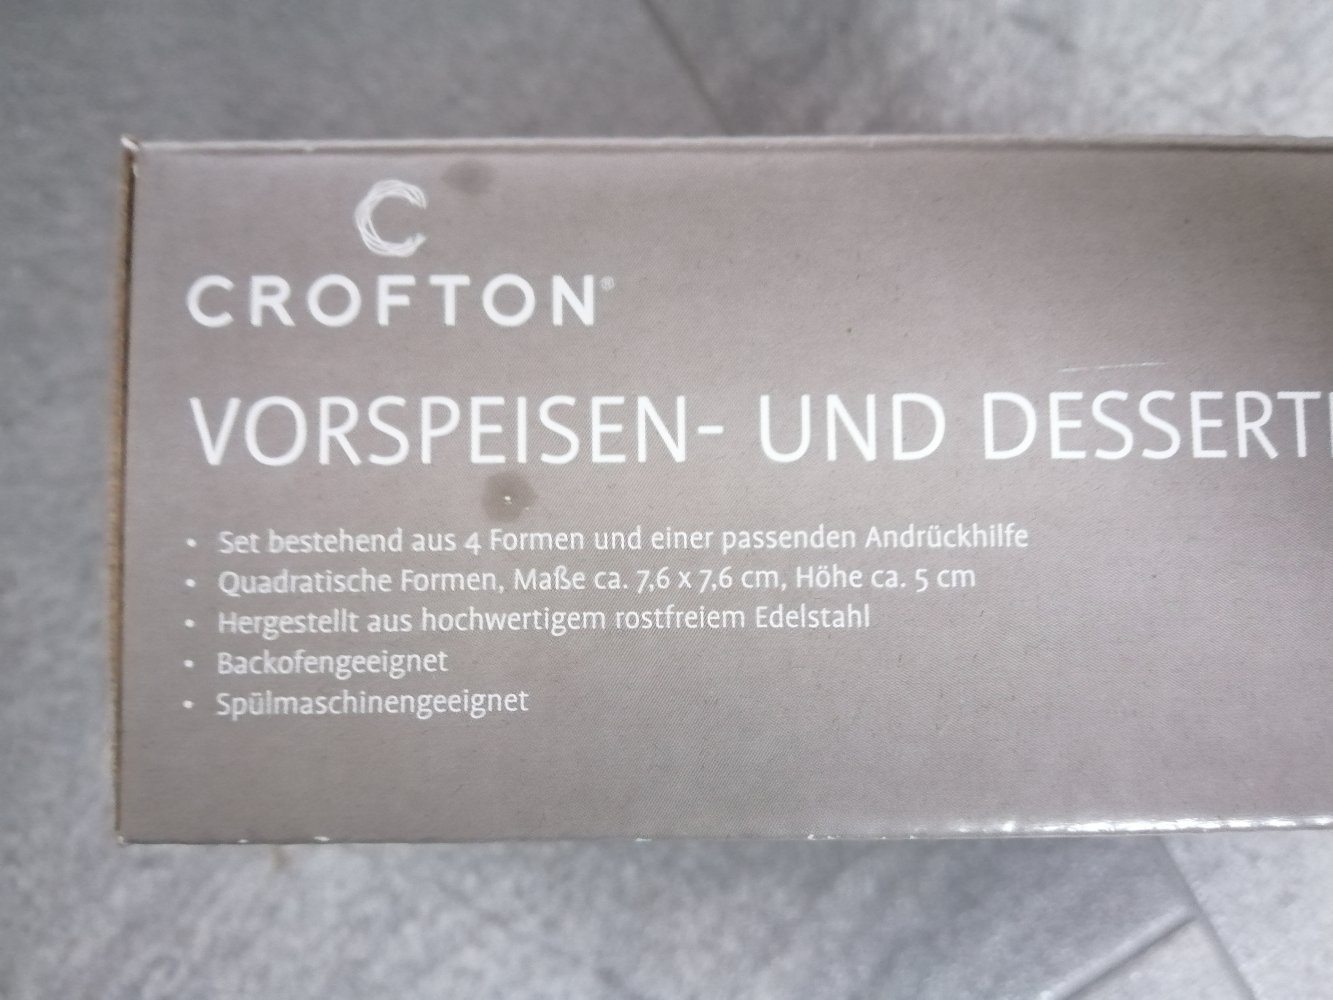 C
CROFTON®
VORSPEISEN- UND DESSERT
• Set bestehend aus 4 Formen und einer passenden Andrückhilfe
• Quadratische Formen, Maße ca. 7,6 x 7,6 cm, Höhe ca. 5 cm
• Hergestellt aus hochwertigem rostfreiem Edelstahl
• Backofengeeignet
• Spülmaschinengeeignet